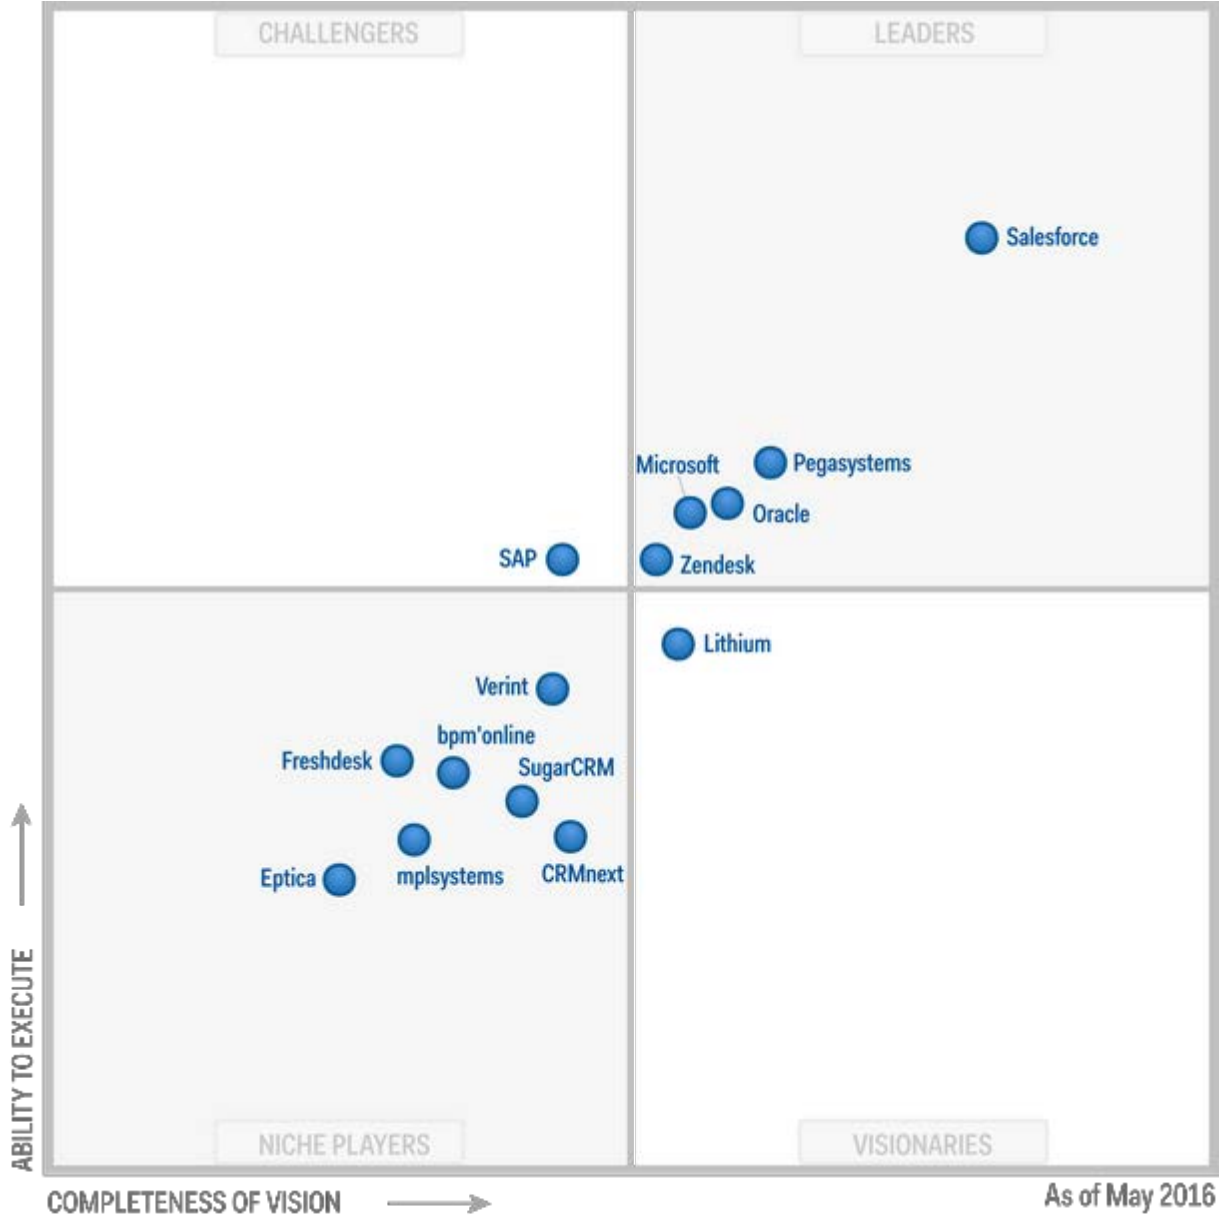 CHALLENGERS
LEADERS
Salesforce
Microsoft
Pegasystems
Oracle
SAP
Zendesk
Lithium
Verint
bpm'online
Freshdesk
SugarCRM
Eptica
mplsystems
CRMnext
ABILITY TO EXECUTE
NICHE PLAYERS
VISIONARIES
COMPLETENESS OF VISION
As of May 2016